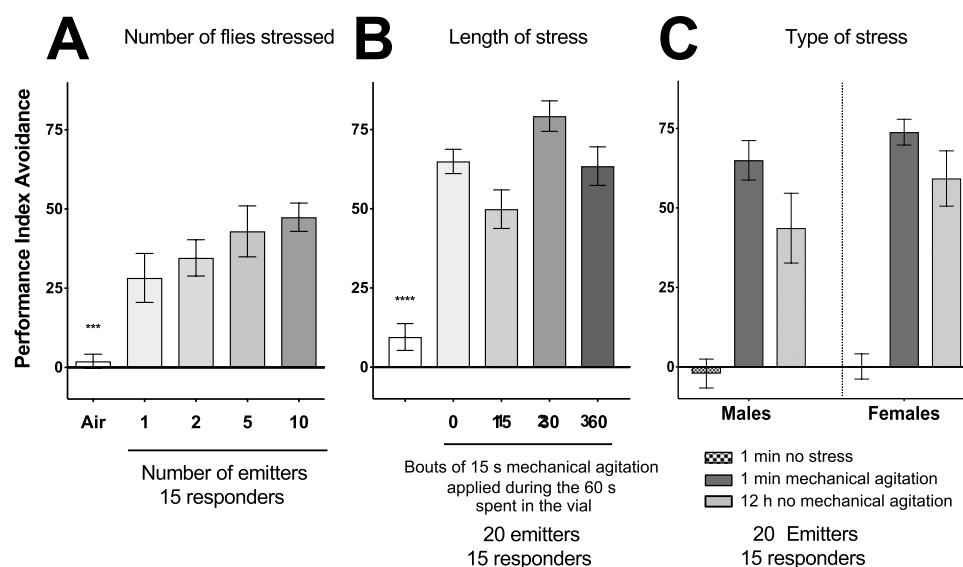 A
Number of flies stressed
B
Length of stress
C
Type of stress
Performance Index Avoidance
75
50
25
0
***
Air 1 2 5 10
Number of emitters
15 responders
75
50
25
0
****
0 15 30 60
Bouts of 15 s mechanical agitation
applied during the 60 s
spent in the vial
20 emitters
15 responders
75
50
25
0
Males Females
1 min no stress
1 min mechanical agitation
12 h no mechanical agitation
20 Emitters
15 responders